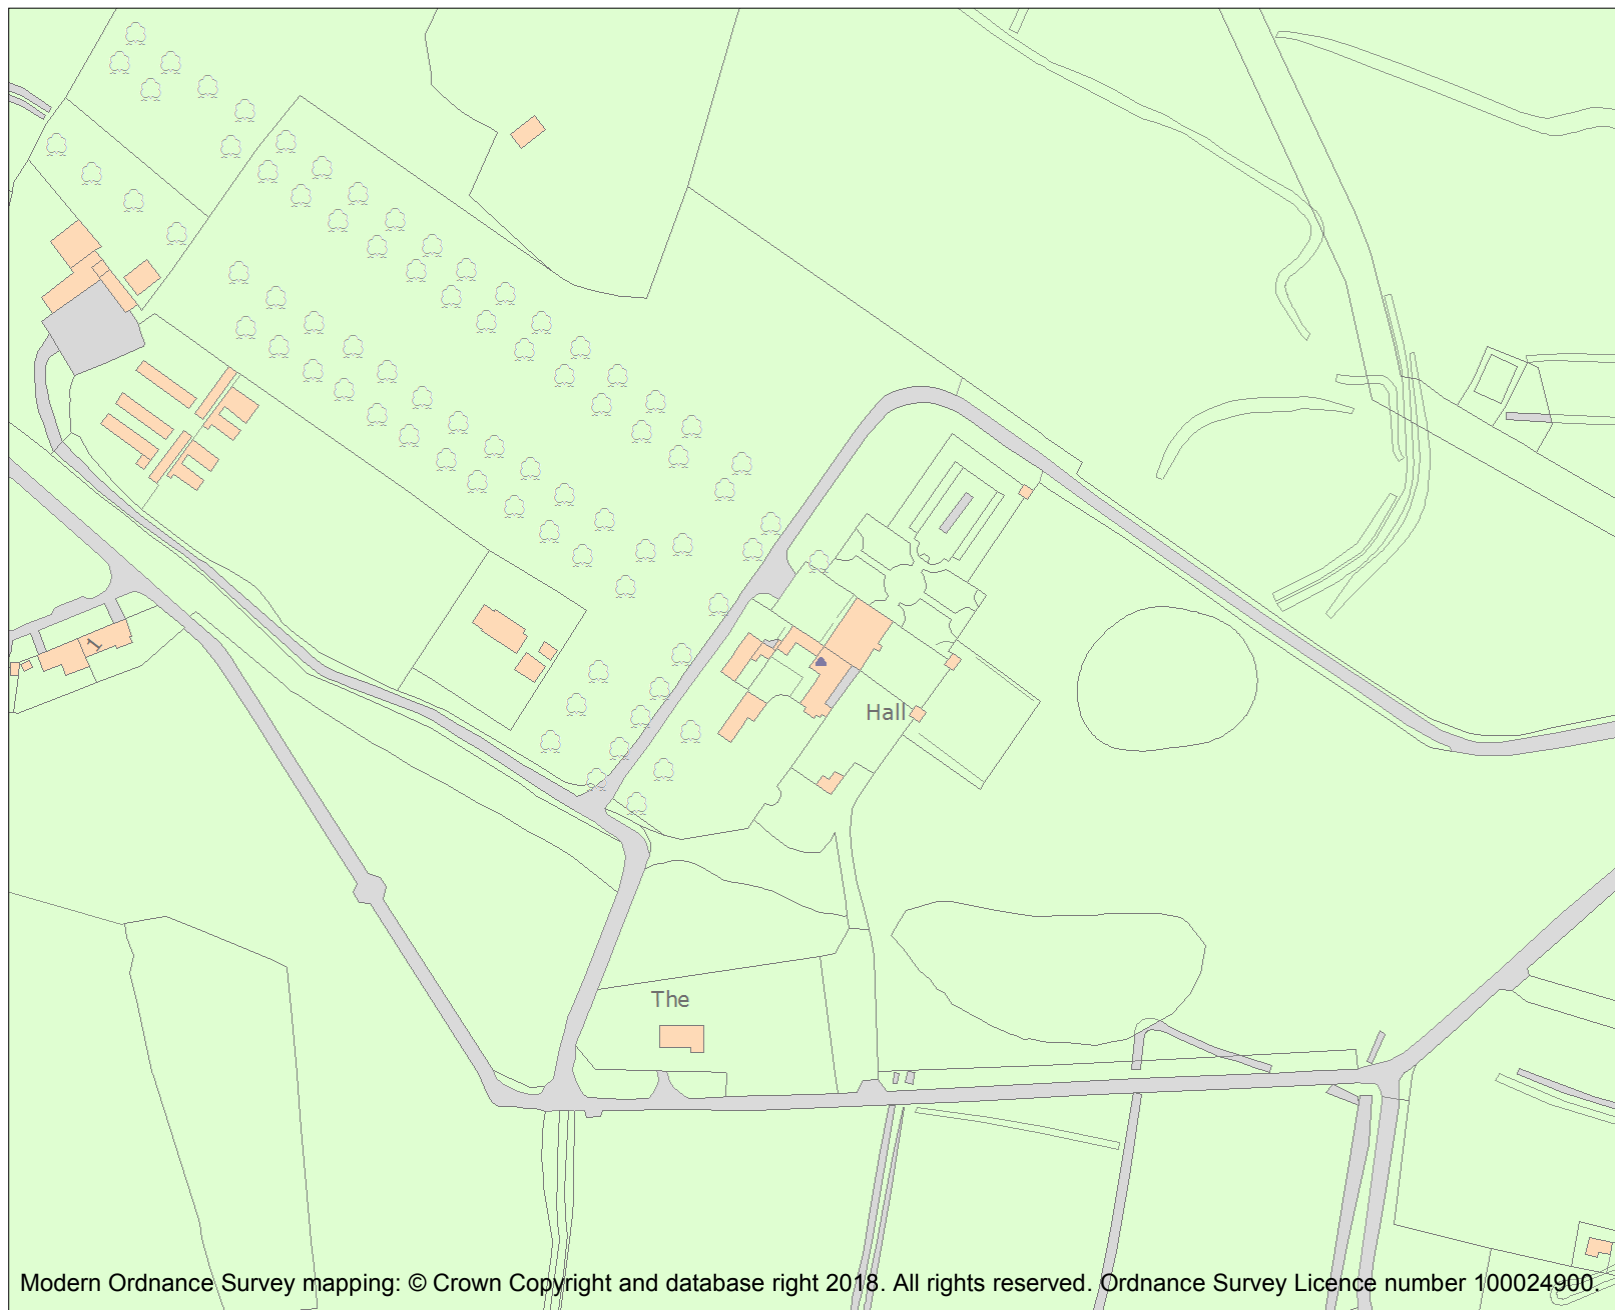 1
Hall
The
Modern Ordnance Survey mapping: © Crown Copyright and database right 2018. All rights reserved. Ordnance Survey Licence number 100024900.